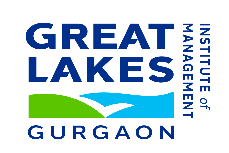 GREAT
LAKES
GURGAON
INSTITUTE of
MANAGEMENT